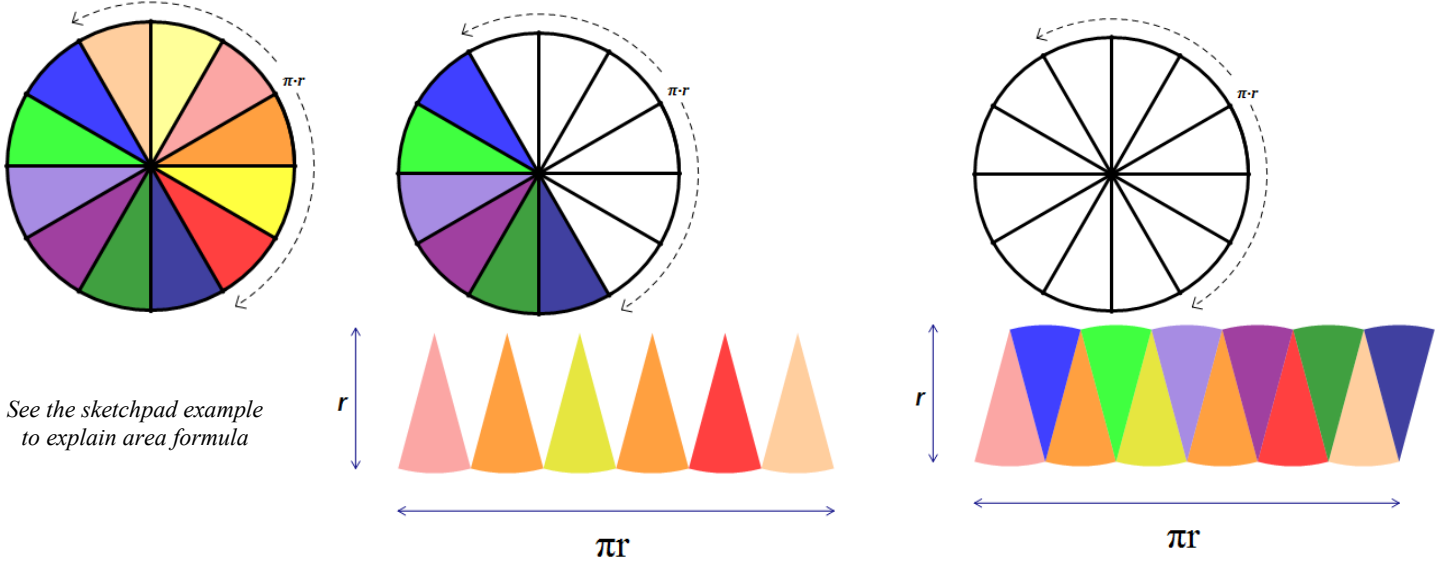 π·r
π·r
π·r
r
r
See the sketchpad example
to explain area formula
πr
πr